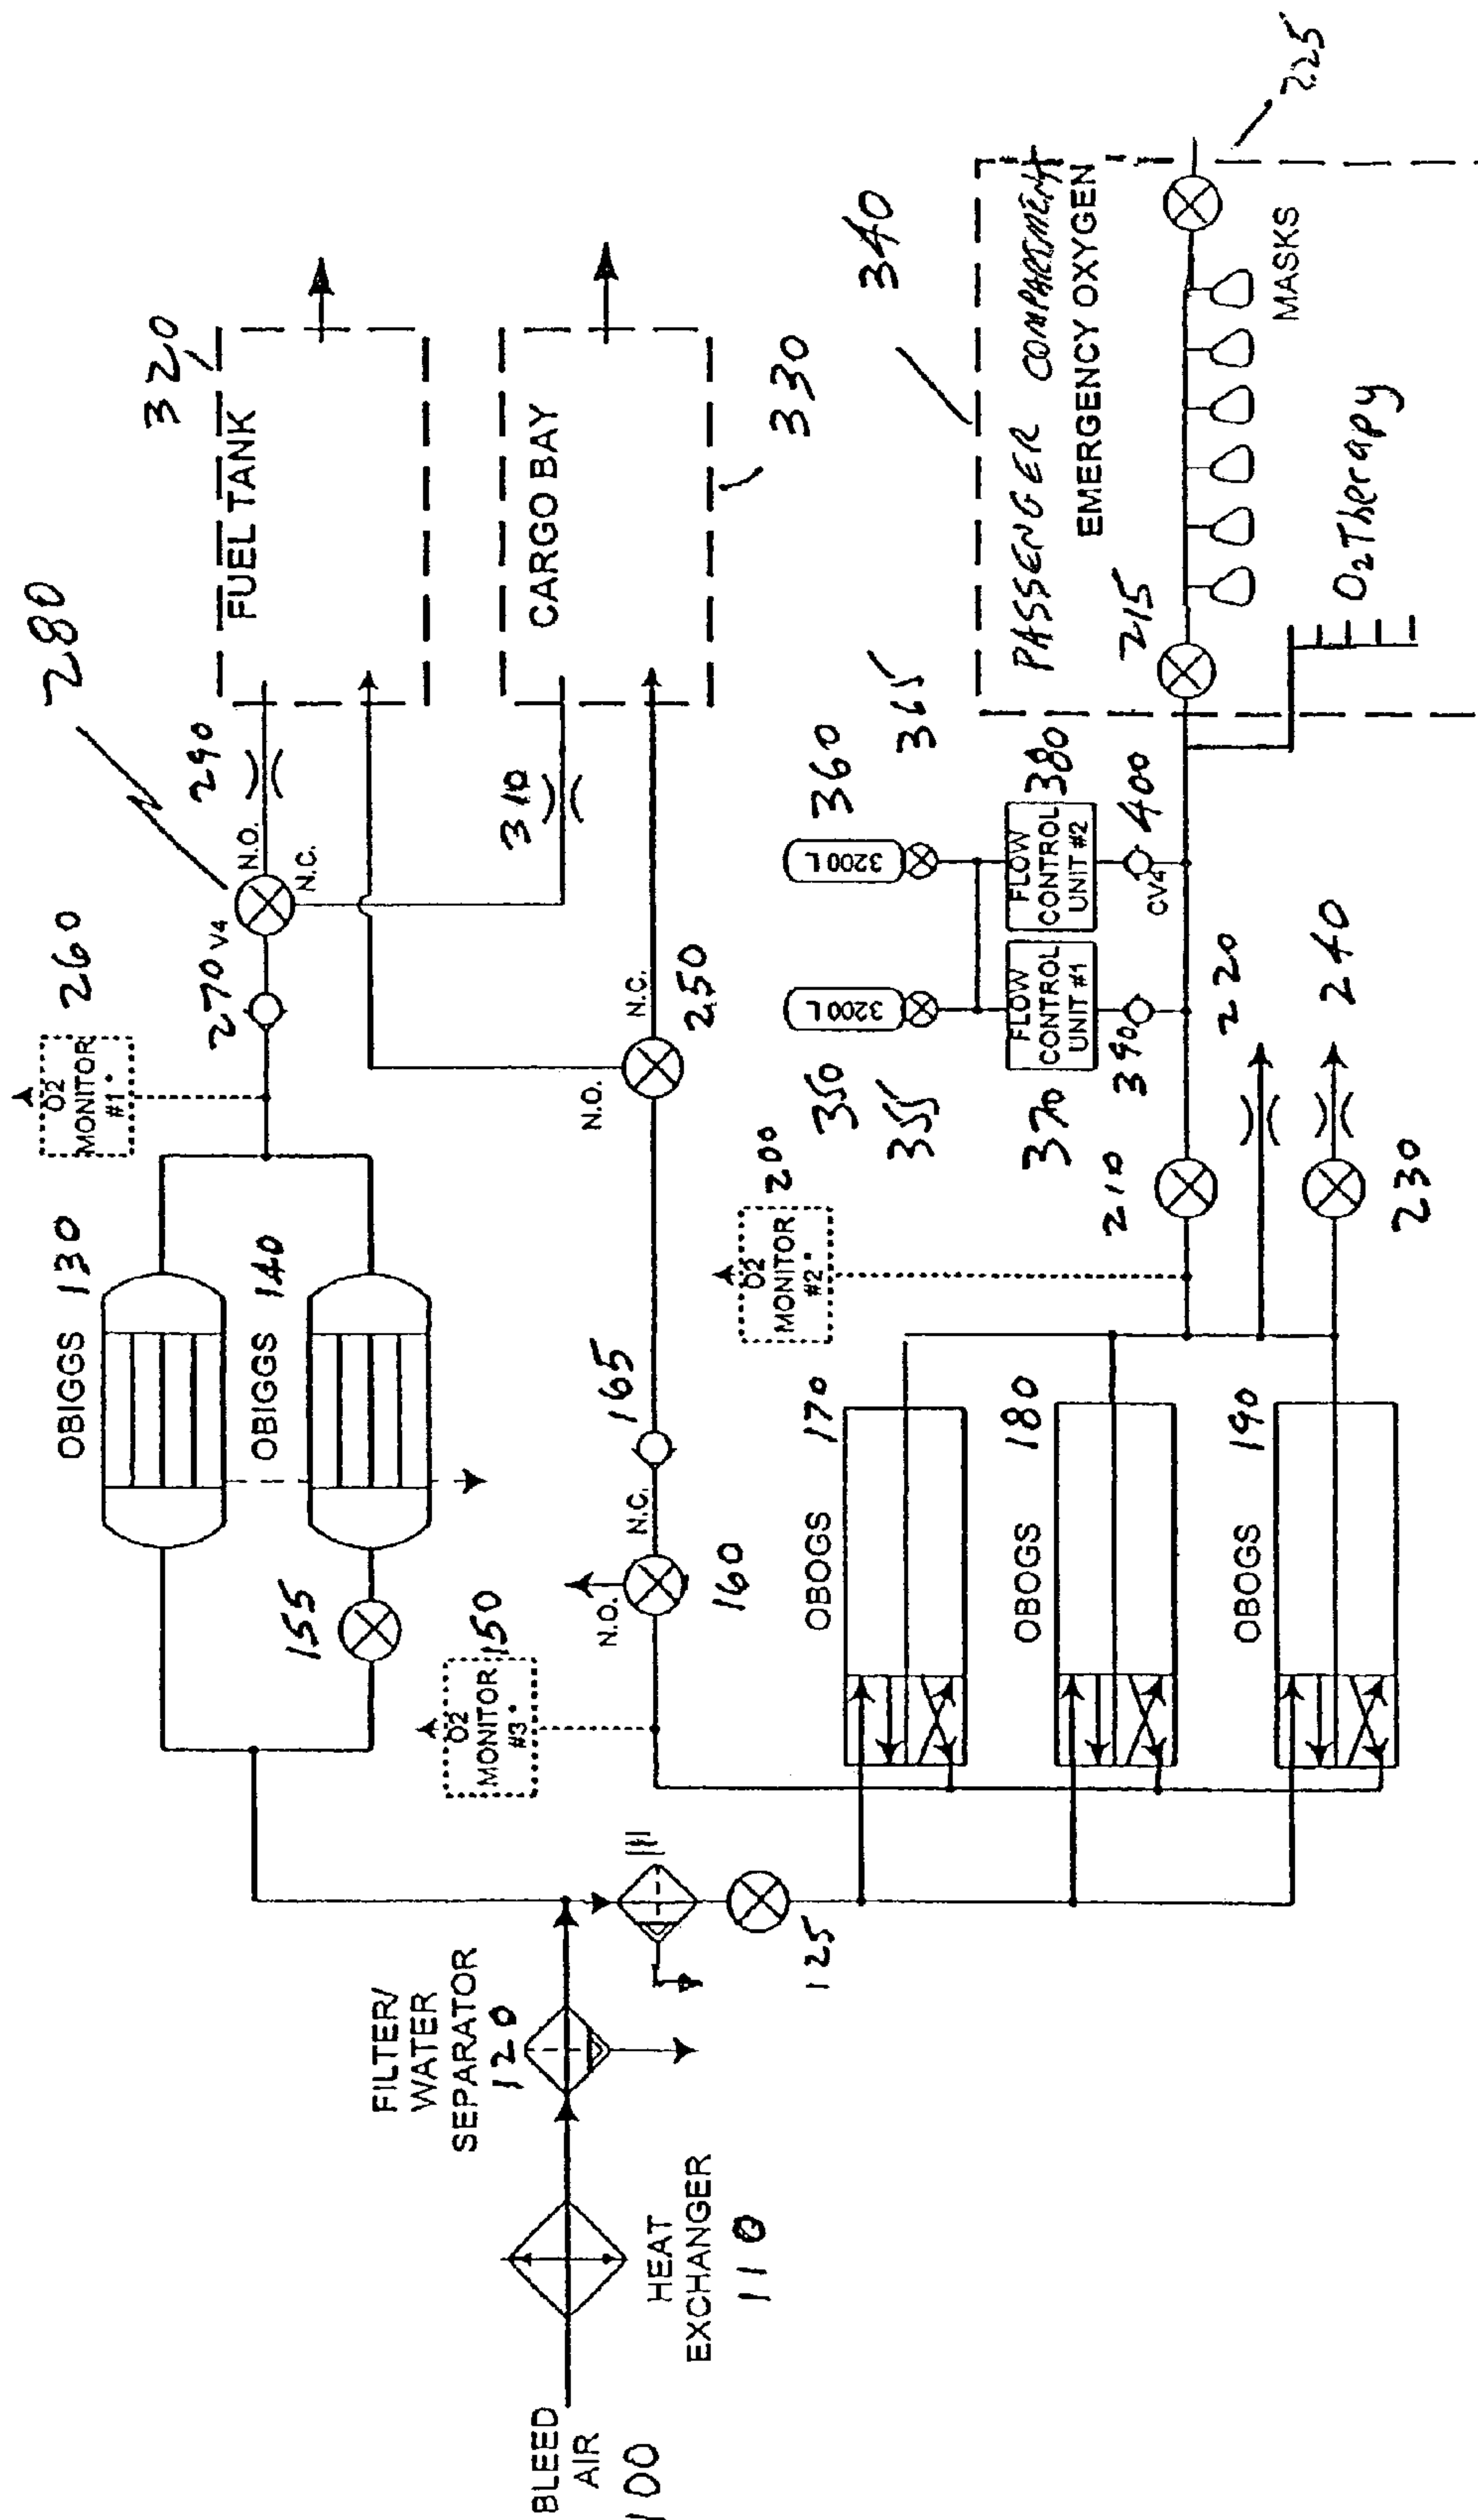 BLEED
AIR
100
HEAT
EXCHANGER
110
FILTER/
WATER
SEPARATOR
120
111
125
OBIGGS 130
OBIGGS 140
155
O2
MONITOR
#3*
150
N.O.
N.C.
160
165
OBOGS 170
OBOGS 180
OBOGS 190
O2
MONITOR
#1*
260
270
V4
280
N.O.
N.C.
290
310
N.O.
N.C.
250
320
FUEL TANK
CARGO BAY
330
O2
MONITOR
#2*
200
210
220
230
240
3200 L
350
355
3200 L
360
365
FLOW
CONTROL
UNIT #1
370
FLOW
CONTROL
UNIT #2
380
390
CV4
400
340
PASSENGER COMPARTMENT
EMERGENCY OXYGEN
215
MASKS
O2 Therapy
225